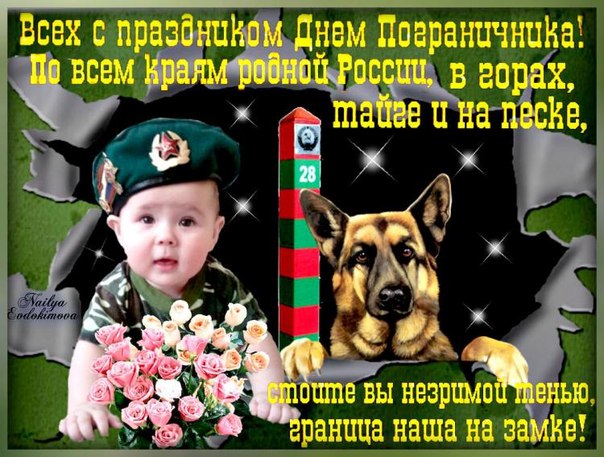 Всех с праздником Днем Пограничника!
По всем краям родной России, в горах,
тайге и на песке,
28
Nailya
Evdokimova
стоите вы незримой тенью,
граница наша на замке!